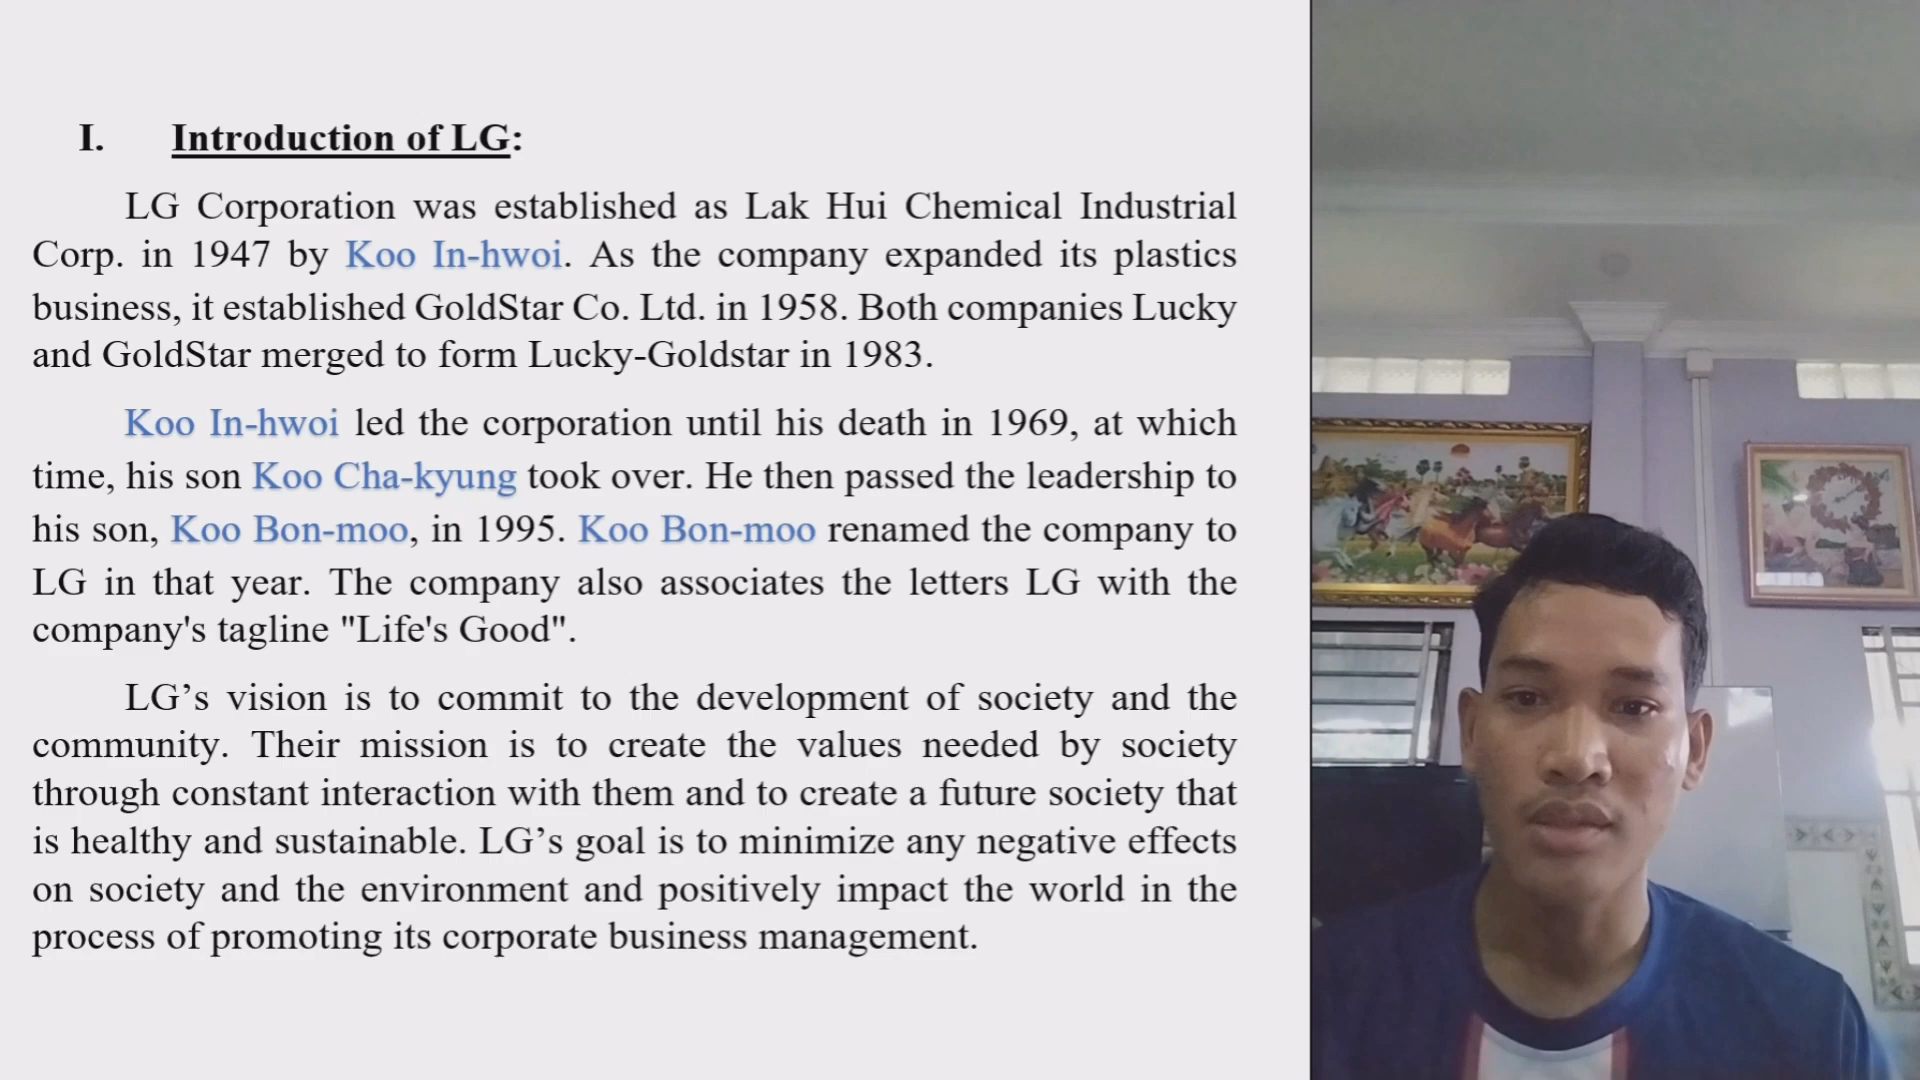 I. Introduction of LG:
LG Corporation was established as Lak Hui Chemical Industrial
Corp. in 1947 by Koo In-hwoi. As the company expanded its plastics
business, it established GoldStar Co. Ltd. in 1958. Both companies Lucky
and GoldStar merged to form Lucky-Goldstar in 1983.
Koo In-hwoi led the corporation until his death in 1969, at which
time, his son Koo Cha-kyung took over. He then passed the leadership to
his son, Koo Bon-moo, in 1995. Koo Bon-moo renamed the company to
LG in that year. The company also associates the letters LG with the
company's tagline "Life's Good".
LG’s vision is to commit to the development of society and the
community. Their mission is to create the values needed by society
through constant interaction with them and to create a future society that
is healthy and sustainable. LG’s goal is to minimize any negative effects
on society and the environment and positively impact the world in the
process of promoting its corporate business management.